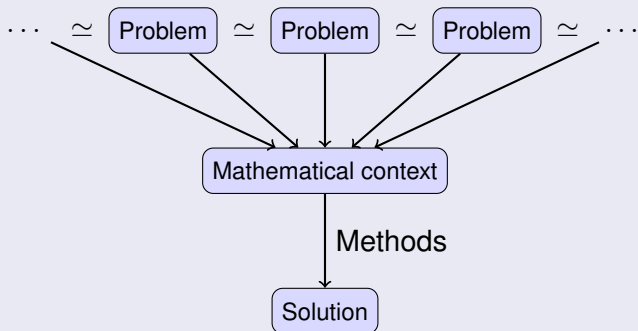 ⋯ ≃ Problem ≃ Problem ≃ Problem ≃ ⋯
Mathematical context
Methods
Solution